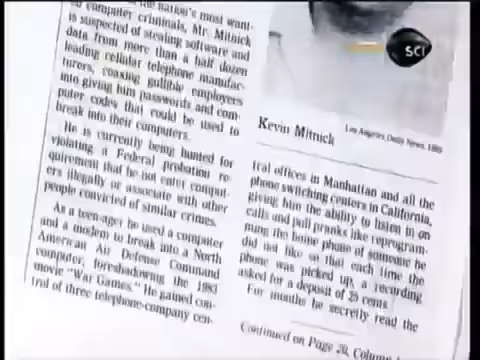 the nation's most want-
ed computer criminals, Mr. Mitnick
is suspected of stealing software and
data from more than a half dozen
leading cellular telephone manufac-
turers, coaxing gullible employees
into giving him passwords and com-
puter codes that could be used to
break into their computers.
He is currently being hunted for
violating a Federal probation re-
quirement that he not enter comput-
ers illegally or associate with other
people convicted of similar crimes.
As a teen-ager he used a computer
and a modem to break into a North
American Air Defense Command
computer, foreshadowing the 1983
movie "War Games." He gained con-
trol of three telephone-company cen-
SCI
Los Angeles Daily News,
Kevin Mitnick
tral offices in Manhattan and all the
phone switching centers in California,
giving him the ability to listen in on
calls and pull pranks like reprogram-
ming the home phone of someone he
did not like so that each time the
phone was picked up, a recording
asked for a deposit of 25 cents.
For months he secretly read the
Continued on Page 20, Column